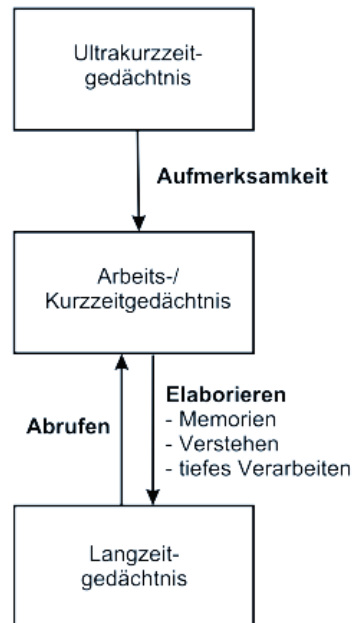 Ultrakurzzeit-
gedächtnis
Aufmerksamkeit
Arbeits-/
Kurzzeitgedächtnis
Abrufen
Elaborieren
- Memorien
- Verstehen
- tiefes Verarbeiten
Langzeit-
gedächtnis